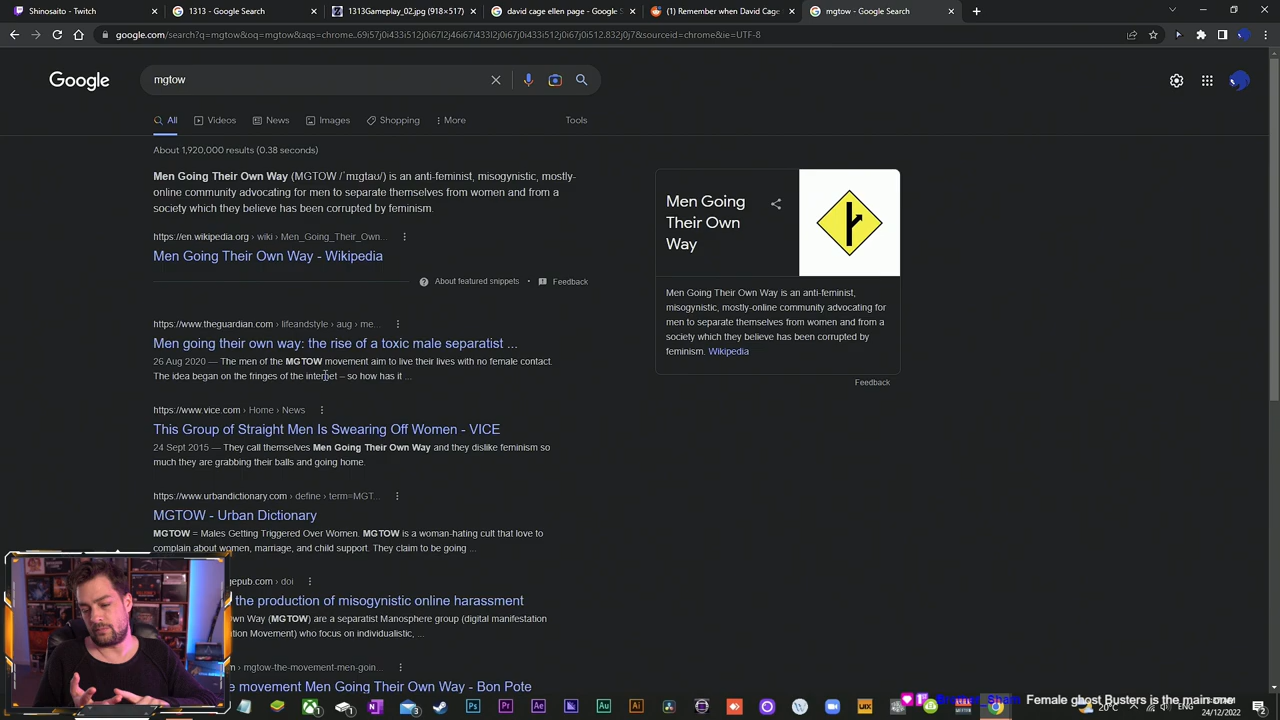 Shinosaito - Twitch
1313 - Google Search
1313Gameplay_02.jpg (918×517)
david cage ellen page - Google S
(1) Remember when David Cage
mgtow - Google Search
google.com/search?q=mgtow&oq=mgtow&aqs=chrome..
&sourceid=chrome&ie=UTF-8
Google
mgtow
All
Videos
News
Images
Shopping
More
Tools
About 1,920,000 results (0.38 seconds)
Men Going Their Own Way (MGTOW /ˈmɪɡtaʊ/) is an anti-feminist, misogynistic, mostly-
online community advocating for men to separate themselves from women and from a
society which they believe has been corrupted by feminism.
https://en.wikipedia.org › wiki › Men_Going_Their_Own...
Men Going Their Own Way - Wikipedia
About featured snippets
•
Feedback
https://www.theguardian.com › lifeandstyle › aug › me...
Men going their own way: the rise of a toxic male separatist ...
26 Aug 2020 — The men of the MGTOW movement aim to live their lives with no female contact.
The idea began on the fringes of the internet – so how has it ...
https://www.vice.com › Home › News
This Group of Straight Men Is Swearing Off Women - VICE
24 Sept 2015 — They call themselves Men Going Their Own Way and they dislike feminism so
much they are grabbing their balls and going home.
https://www.urbandictionary.com › define › term=MGT...
MGTOW - Urban Dictionary
MGTOW = Males Getting Triggered Over Women. MGTOW is a woman-hating cult that love to
complain about women, marriage, and child support. They claim to be going ...
gepub.com › doi
the production of misogynistic online harassment
wn Way (MGTOW) are a separatist Manosphere group (digital manifestation
ation Movement) who focus on individualistic, ...
m › mgtow-the-movement-men-goin...
e movement Men Going Their Own Way - Bon Pote
Men Going
Their Own
Way
Men Going Their Own Way is an anti-feminist,
misogynistic, mostly-online community advocating for
men to separate themselves from women and from a
society which they believe has been corrupted by
feminism. Wikipedia
Feedback
Ps
Pr
Ae
Au
Ai
UIX
Female ghost Busters is the main one
24/12/2022